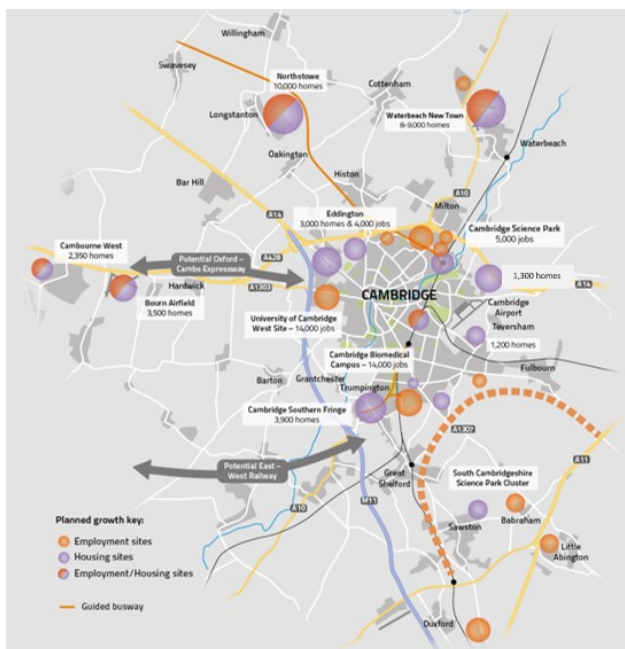 Willingham
Swavesey
Northstowe
10,000 homes
Cottenham
Longstanton
Waterbeach New Town
8-9,000 homes
Oakington
Waterbeach
Histon
Bar Hill
A10
Milton
A14
Eddington
3,000 homes & 4,000 jobs
Cambridge Science Park
5,000 jobs
Cambourne West
2,350 homes
Potential Oxford –
Cambs Expressway
A428
1,300 homes
Hardwick
A1303
A14
CAMBRIDGE
Bourn Airfield
3,500 homes
Cambridge
Airport
University of Cambridge
West Site – 14,000 jobs
Teversham
1,200 homes
Cambridge Biomedical
Campus – 14,000 jobs
Fulbourn
Barton
Grantchester
Trumpington
Cambridge Southern Fringe
3,900 homes
A1307
A11
Potential East –
West Railway
Great
Shelford
South Cambridgeshire
Science Park Cluster
A10
M11
Sawston
Babraham
Little
Abington
Duxford
Planned growth key:
Employment sites
Housing sites
Employment/Housing sites
Guided busway